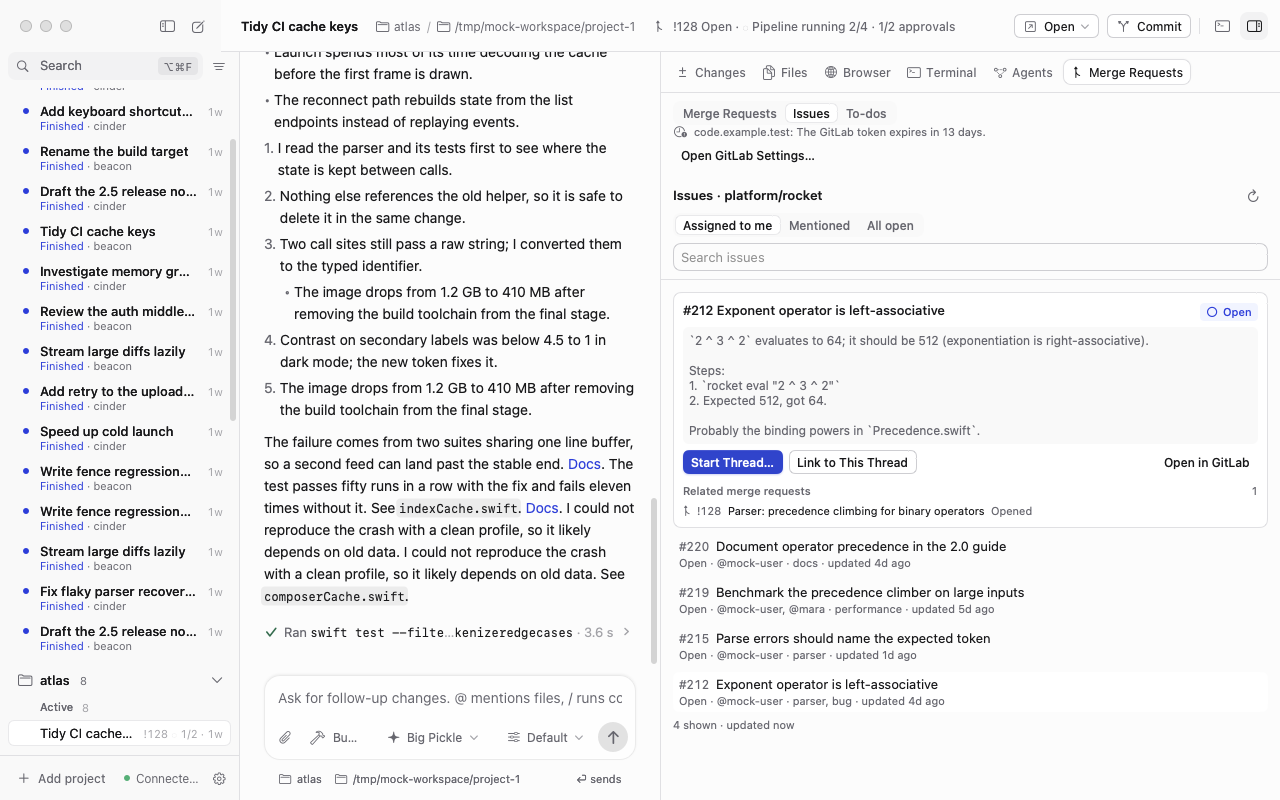 Tidy CI cache keys
atlas / /tmp/mock-workspace/project-1
!128 Open · Pipeline running 2/4 · 1/2 approvals
Open
Commit
Search ⌥⌘F
Finished · cinder
Add keyboard shortcut... 1w
Finished · cinder
Rename the build target 1w
Finished · beacon
Draft the 2.5 release no... 1w
Finished · cinder
Tidy CI cache keys 1w
Finished · beacon
Investigate memory gr... 1w
Finished · cinder
Review the auth middle... 1w
Finished · beacon
Stream large diffs lazily 1w
Finished · beacon
Add retry to the upload... 1w
Finished · cinder
Speed up cold launch 1w
Finished · cinder
Write fence regression... 1w
Finished · beacon
Write fence regression... 1w
Finished · cinder
Stream large diffs lazily 1w
Finished · beacon
Fix flaky parser recover... 1w
Finished · cinder
Draft the 2.5 release no... 1w
Finished · beacon
atlas 8
Active 8
Tidy CI cache... !128 · 1/2 · 1w
+ Add project
Connecte...
• Launch spends most of its time decoding the cache
before the first frame is drawn.
• The reconnect path rebuilds state from the list
endpoints instead of replaying events.
1. I read the parser and its tests first to see where the
state is kept between calls.
2. Nothing else references the old helper, so it is safe to
delete it in the same change.
3. Two call sites still pass a raw string; I converted them
to the typed identifier.
• The image drops from 1.2 GB to 410 MB after
removing the build toolchain from the final stage.
4. Contrast on secondary labels was below 4.5 to 1 in
dark mode; the new token fixes it.
5. The image drops from 1.2 GB to 410 MB after removing
the build toolchain from the final stage.
The failure comes from two suites sharing one line buffer,
so a second feed can land past the stable end. Docs. The
test passes fifty runs in a row with the fix and fails eleven
times without it. See indexCache.swift. Docs. I could not
reproduce the crash with a clean profile, so it likely
depends on old data. I could not reproduce the crash
with a clean profile, so it likely depends on old data. See
composerCache.swift.
Ran swift test --filte...kenizeredgecases · 3.6 s
Ask for follow-up changes. @ mentions files, / runs cc
Bu...
Big Pickle
Default
atlas /tmp/mock-workspace/project-1
sends
Changes
Files
Browser
Terminal
Agents
Merge Requests
Merge Requests
Issues
To-dos
code.example.test: The GitLab token expires in 13 days.
Open GitLab Settings...
Issues · platform/rocket
Assigned to me
Mentioned
All open
Search issues
#212 Exponent operator is left-associative
Open
`2 ^ 3 ^ 2` evaluates to 64; it should be 512 (exponentiation is right-associative).
Steps:
1. `rocket eval "2 ^ 3 ^ 2"`
2. Expected 512, got 64.
Probably the binding powers in `Precedence.swift`.
Start Thread...
Link to This Thread
Open in GitLab
Related merge requests 1
!128 Parser: precedence climbing for binary operators Opened
#220 Document operator precedence in the 2.0 guide
Open · @mock-user · docs · updated 4d ago
#219 Benchmark the precedence climber on large inputs
Open · @mock-user, @mara · performance · updated 5d ago
#215 Parse errors should name the expected token
Open · @mock-user · parser · updated 1d ago
#212 Exponent operator is left-associative
Open · @mock-user · parser, bug · updated 4d ago
4 shown · updated now